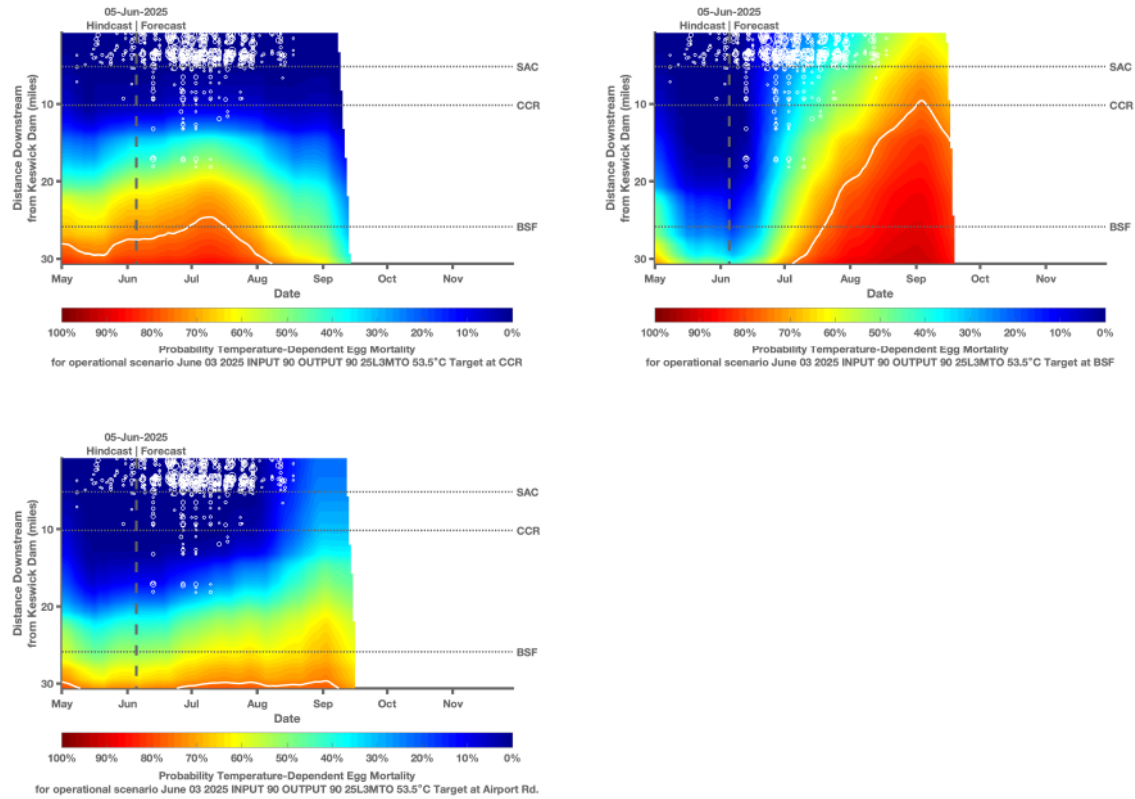 05-Jun-2025
Hindcast | Forecast
SAC
CCR
BSF
10
20
30
Distance Downstream
from Keswick Dam (miles)
May Jun Jul Aug Sep Oct Nov
Date
100% 90% 80% 70% 60% 50% 40% 30% 20% 10% 0%
Probability Temperature-Dependent Egg Mortality
for operational scenario June 03 2025 INPUT 90 OUTPUT 90 25L3MTO 53.5°C Target at CCR
05-Jun-2025
Hindcast | Forecast
SAC
CCR
BSF
10
20
30
Distance Downstream
from Keswick Dam (miles)
May Jun Jul Aug Sep Oct Nov
Date
100% 90% 80% 70% 60% 50% 40% 30% 20% 10% 0%
Probability Temperature-Dependent Egg Mortality
for operational scenario June 03 2025 INPUT 90 OUTPUT 90 25L3MTO 53.5°C Target at BSF
05-Jun-2025
Hindcast | Forecast
SAC
CCR
BSF
10
20
30
Distance Downstream
from Keswick Dam (miles)
May Jun Jul Aug Sep Oct Nov
Date
100% 90% 80% 70% 60% 50% 40% 30% 20% 10% 0%
Probability Temperature-Dependent Egg Mortality
for operational scenario June 03 2025 INPUT 90 OUTPUT 90 25L3MTO 53.5°C Target at Airport Rd.